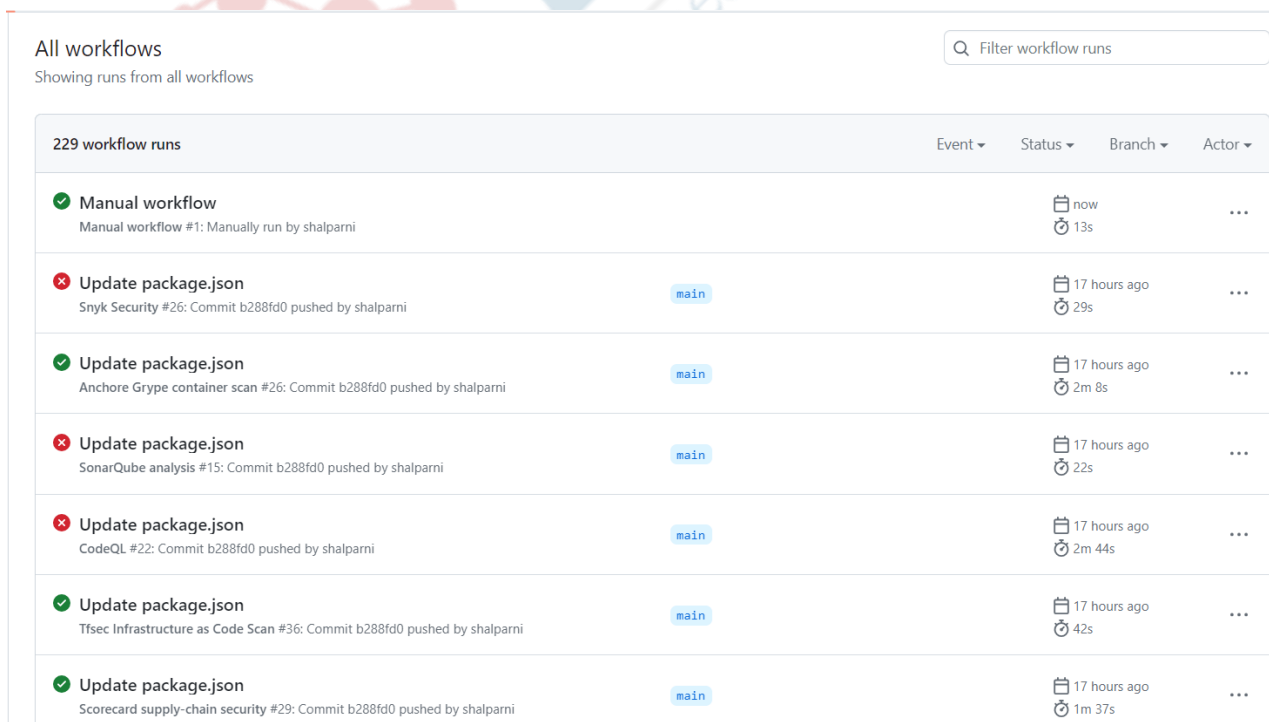 All workflows
Filter workflow runs
Showing runs from all workflows
229 workflow runs
Event Status Branch Actor
Manual workflow
now
Manual workflow #1: Manually run by shalparni
13s
Update package.json
main
17 hours ago
Snyk Security #26: Commit b288fd0 pushed by shalparni
29s
Update package.json
main
17 hours ago
Anchore Grype container scan #26: Commit b288fd0 pushed by shalparni
2m 8s
Update package.json
main
17 hours ago
SonarQube analysis #15: Commit b288fd0 pushed by shalparni
22s
Update package.json
main
17 hours ago
CodeQL #22: Commit b288fd0 pushed by shalparni
2m 44s
Update package.json
main
17 hours ago
Tfsec Infrastructure as Code Scan #36: Commit b288fd0 pushed by shalparni
42s
Update package.json
main
17 hours ago
Scorecard supply-chain security #29: Commit b288fd0 pushed by shalparni
1m 37s